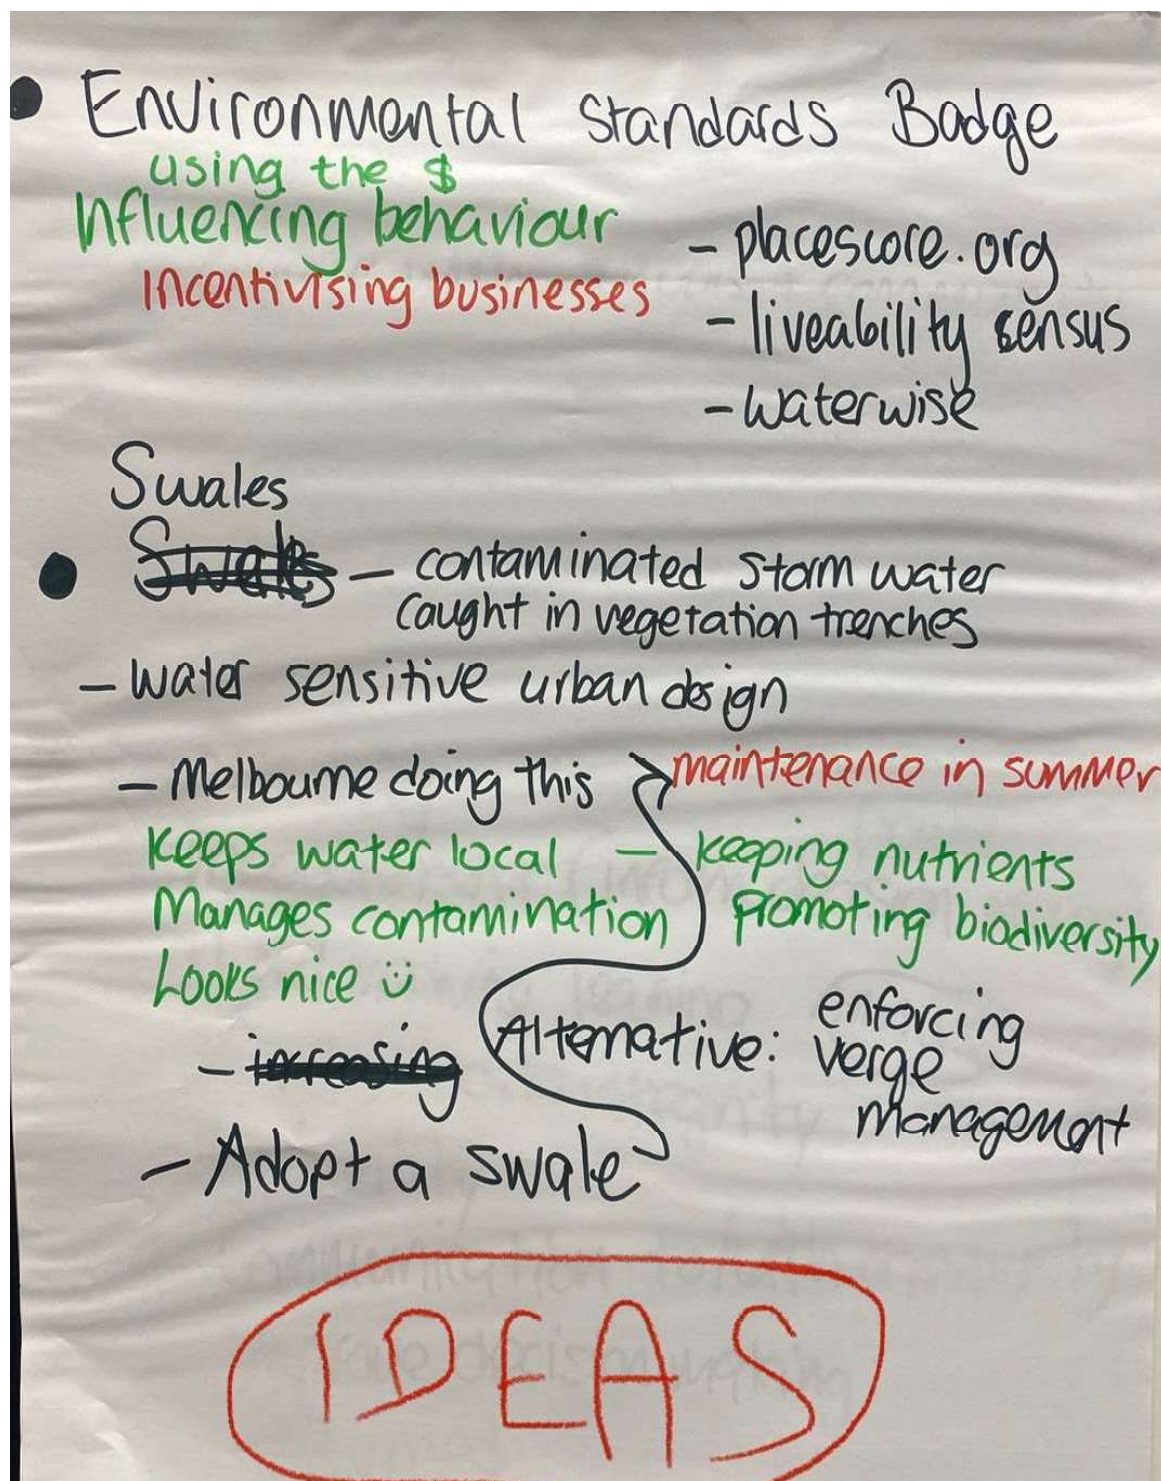 Environmental Standards Badge
using the $
Influencing behaviour
Incentivising businesses
- placescore.org
- liveability census
- Waterwise
Swales
Swales - contaminated storm water
caught in vegetation trenches
- water sensitive urban design
- Melbourne doing this
maintenance in summer
Keeps water local - keeping nutrients
Manages contamination promoting biodiversity
Looks nice ü
- increasing
Alternative: enforcing
verge
management
- Adopt a swale
IDEAS